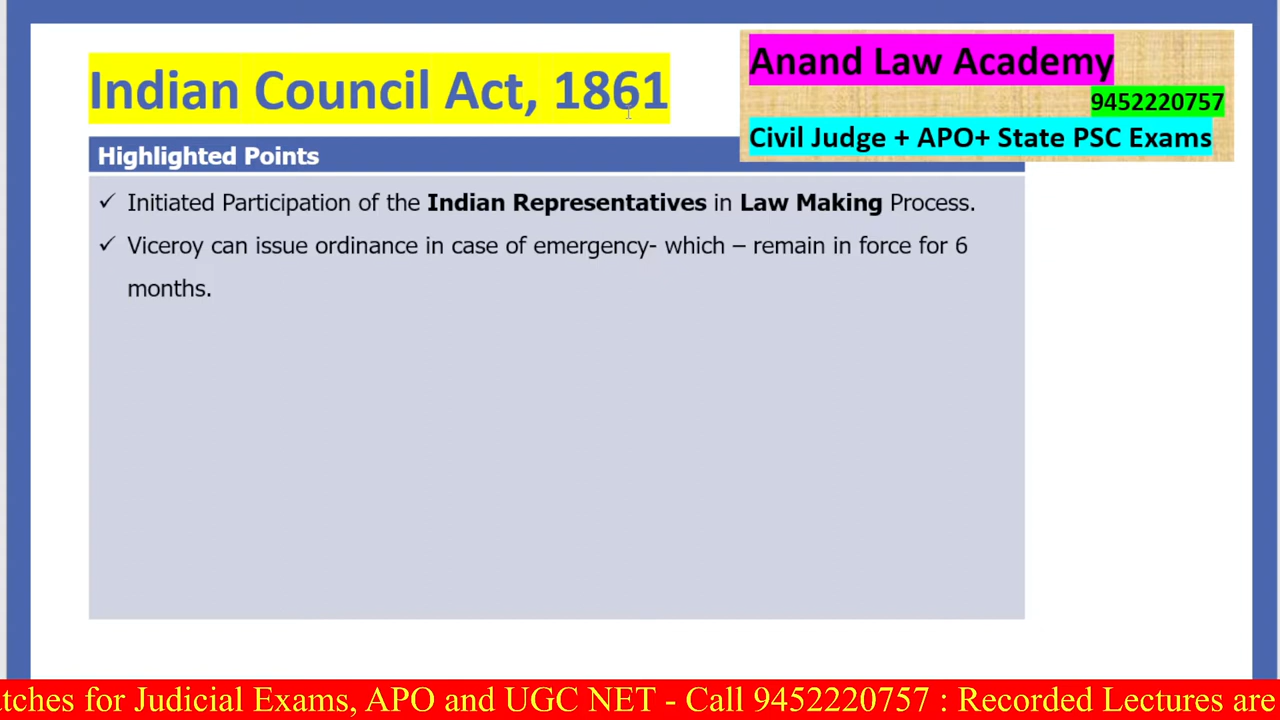 Indian Council Act, 1861
Anand Law Academy
9452220757
Civil Judge + APO+ State PSC Exams
Highlighted Points
✓ Initiated Participation of the Indian Representatives in Law Making Process.
✓ Viceroy can issue ordinance in case of emergency- which – remain in force for 6
months.
for Judicial Exams, APO and UGC NET - Call 9452220757 : Recorded Lectures are